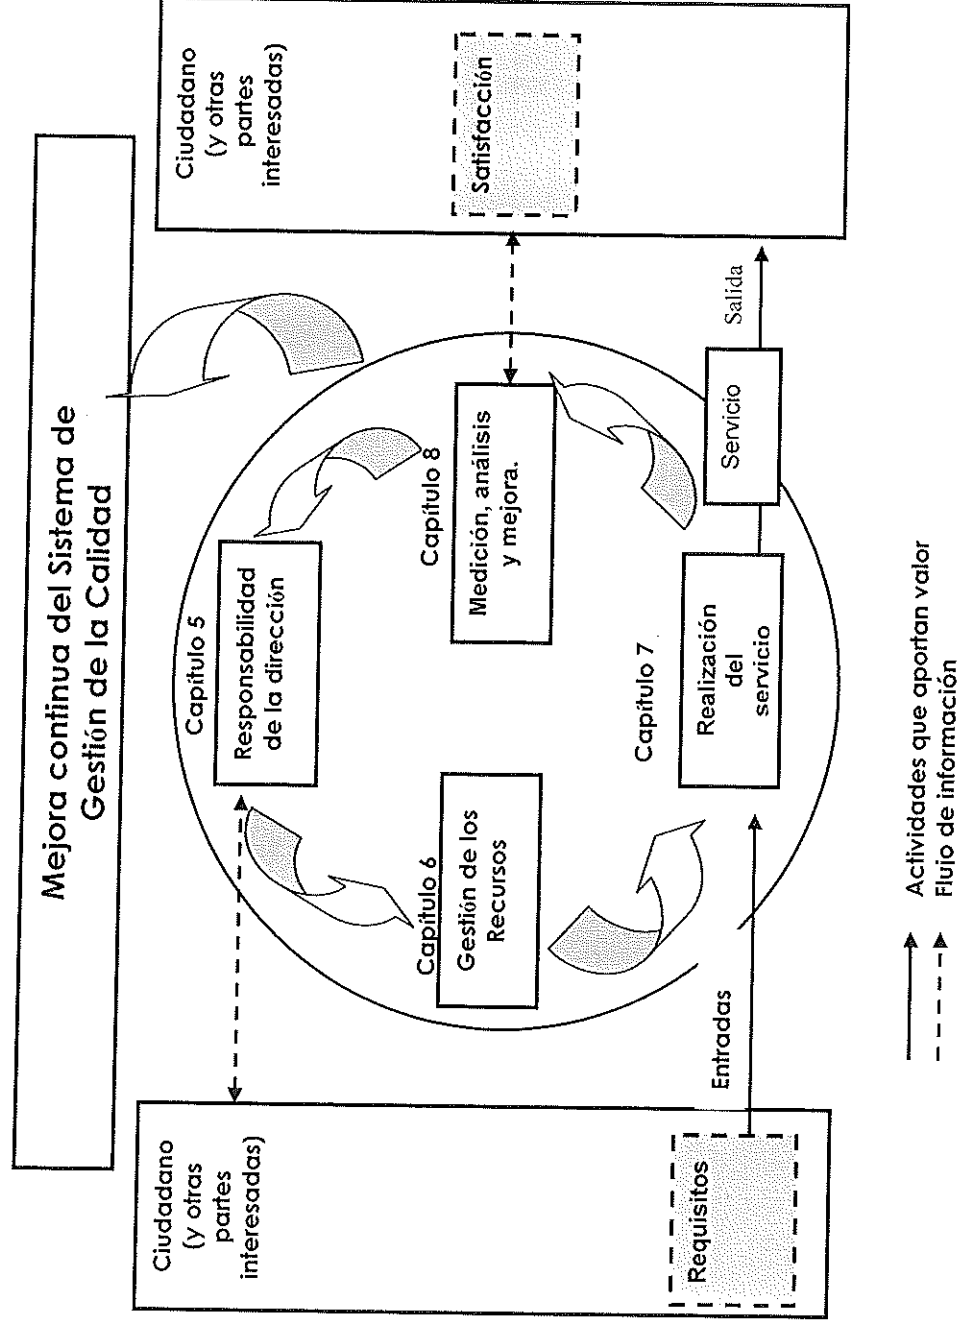 Mejora continua del Sistema de
Gestión de la Calidad
Ciudadano
(y otras
partes
interesadas)
Requisitos
Entradas
Capítulo 5
Responsabilidad
de la dirección
Capítulo 6
Gestión de los
Recursos
Capítulo 8
Medición, análisis
y mejora.
Capítulo 7
Realización
del
servicio
Servicio
Salida
Ciudadano
(y otras
partes
interesadas)
Satisfacción
Actividades que aportan valor
Flujo de información